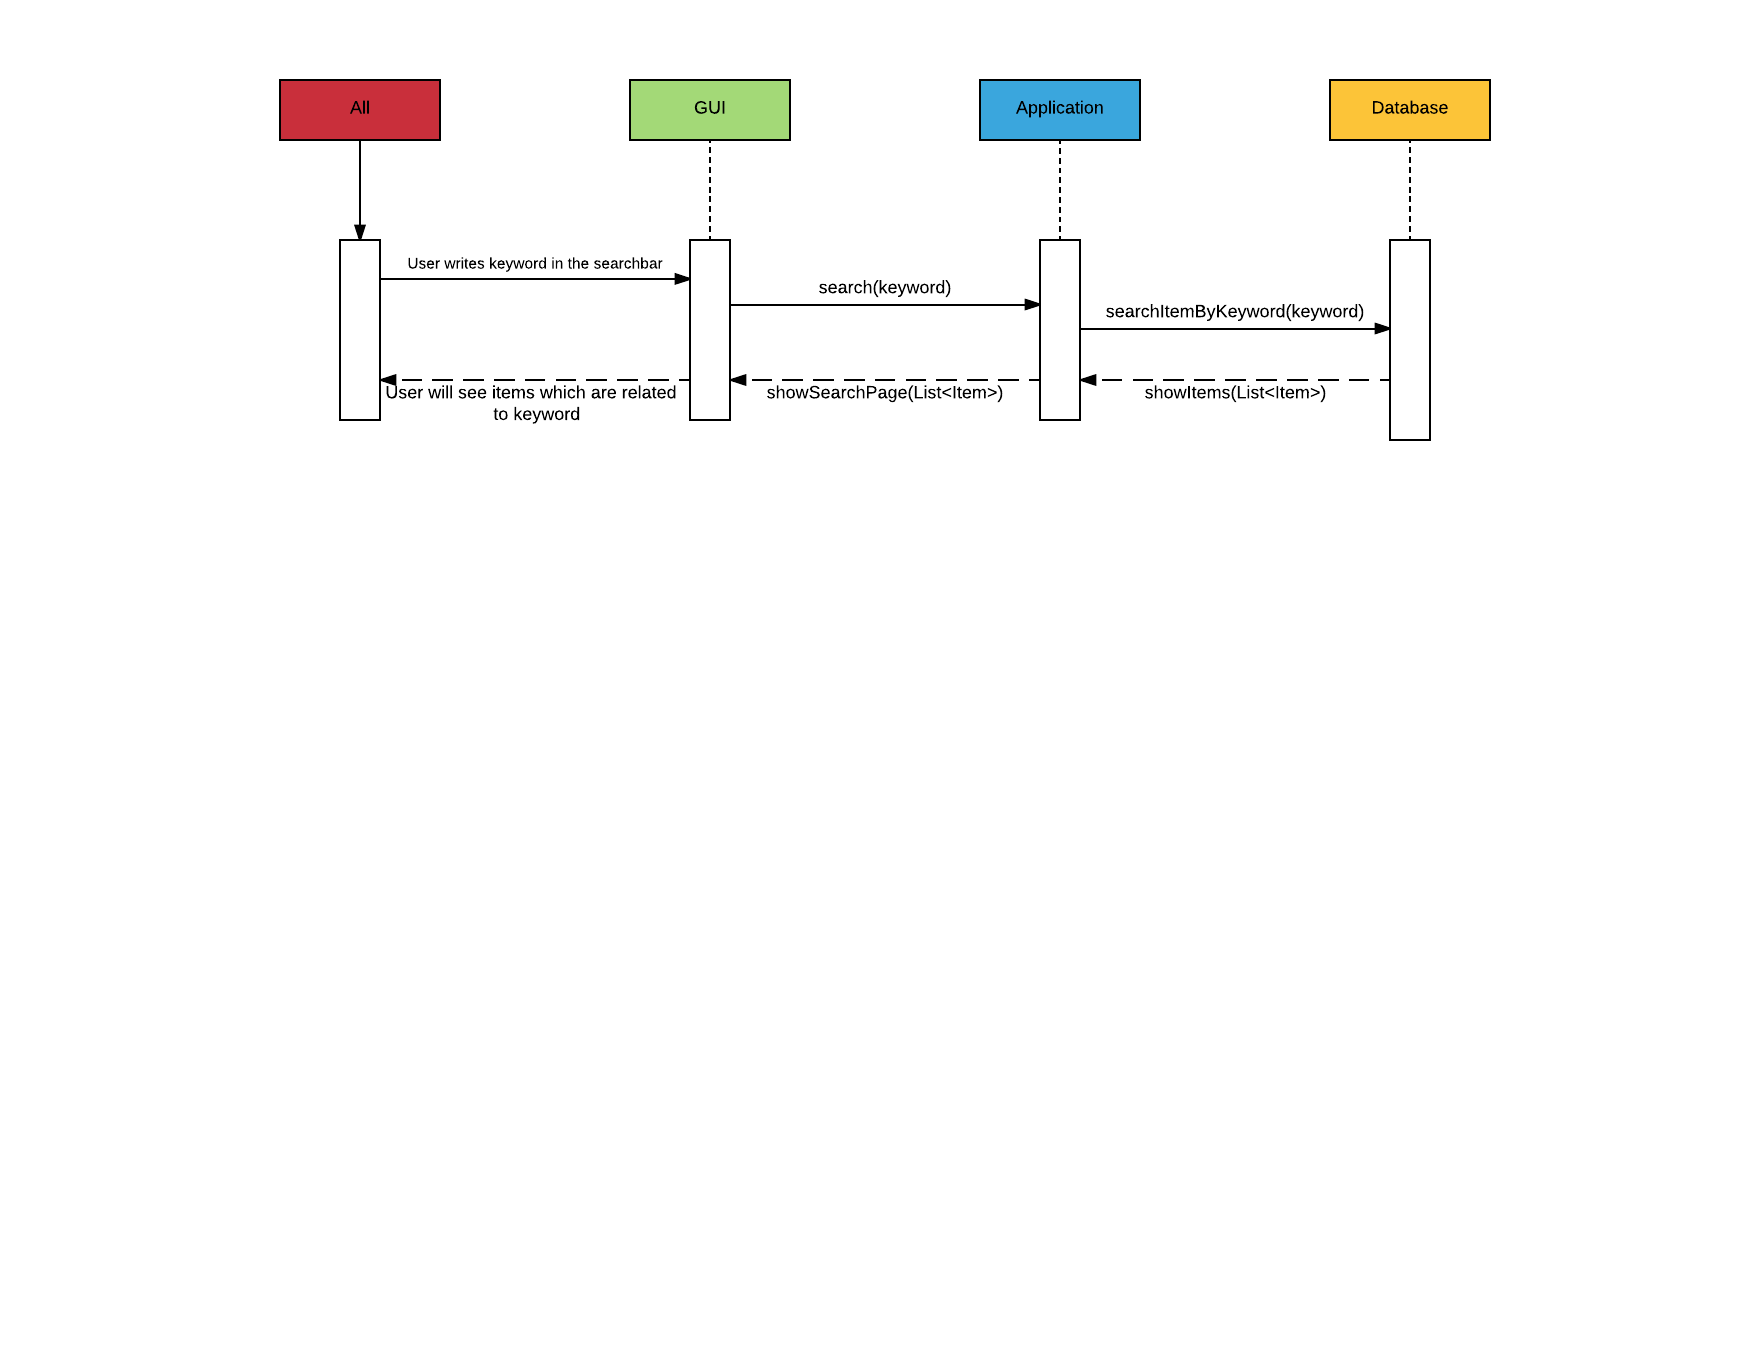 All
GUI
Application
Database
User writes keyword in the searchbar
search(keyword)
searchItemByKeyword(keyword)
User will see items which are related
to keyword
showSearchPage(List<Item>)
showItems(List<Item>)